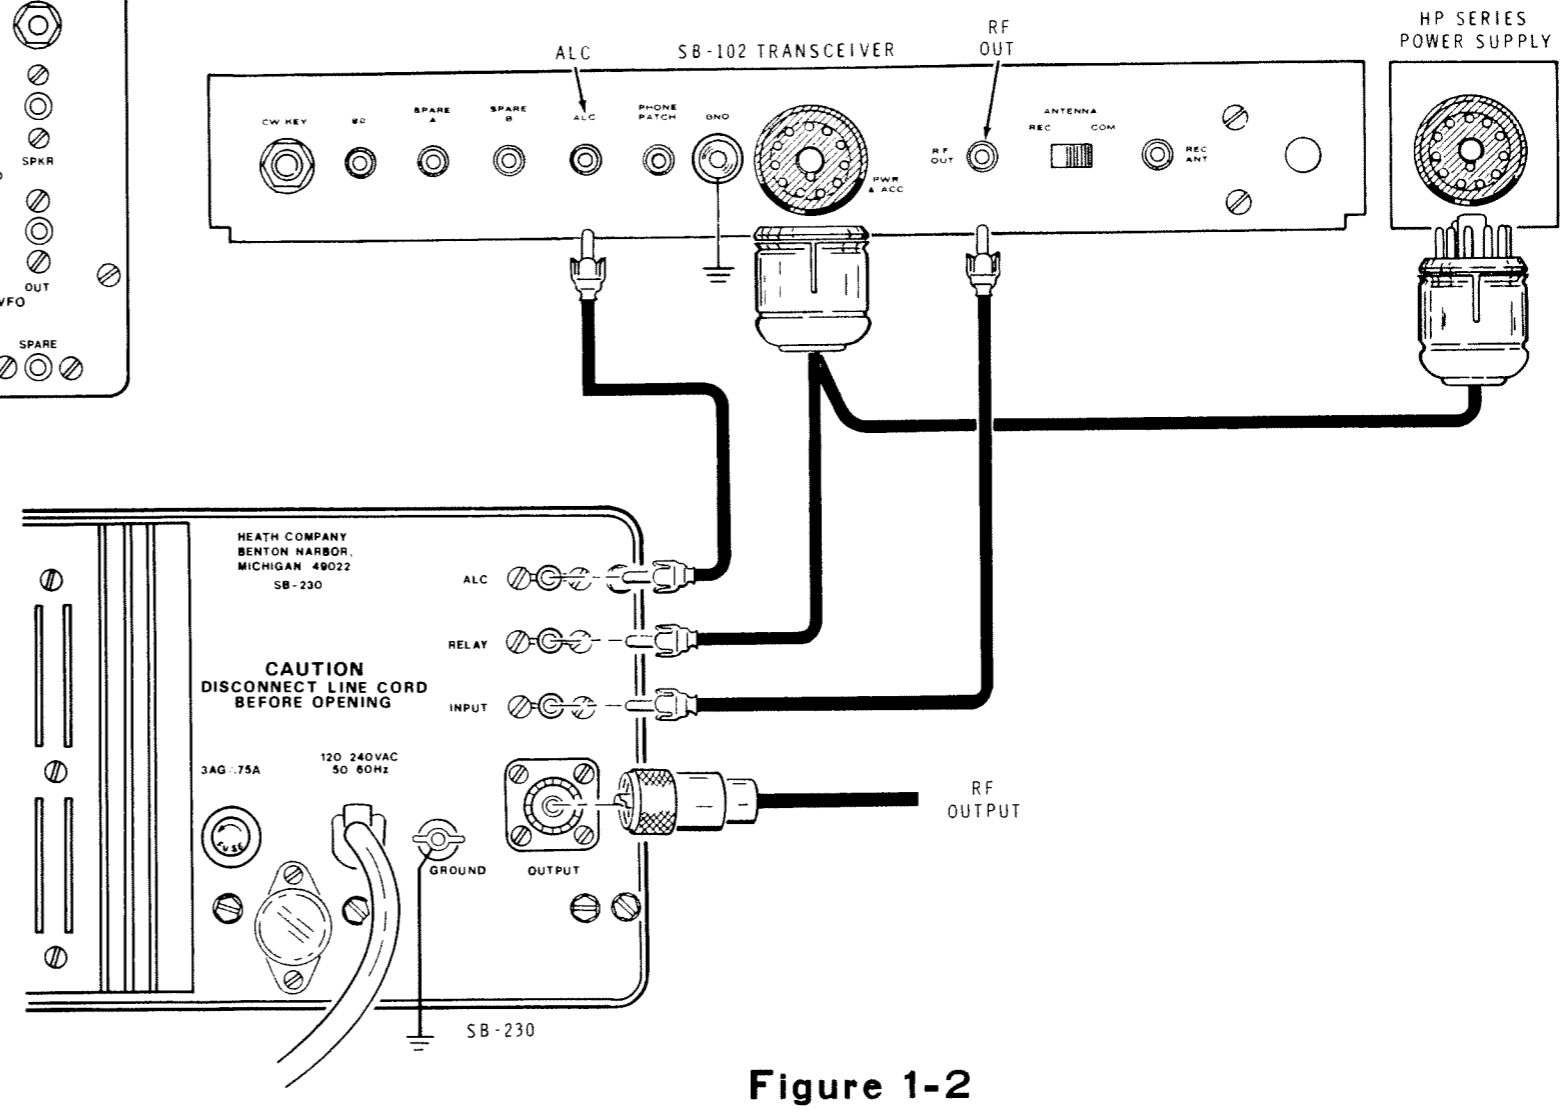 HP SERIES
POWER SUPPLY
RF
OUT
ALC
SB-102 TRANSCEIVER
CW KEY
SPARE
A
SPARE
B
ALC
PHONE
PATCH
GND
PWR
& ACC
RF
OUT
ANTENNA
REC
COM
REC
ANT
SPKR
OUT
VFO
SPARE
HEATH COMPANY
BENTON NARBOR,
MICHIGAN 49022
SB-230
ALC
RELAY
INPUT
CAUTION
DISCONNECT LINE CORD
BEFORE OPENING
3AG .75A
120 240VAC
50 60Hz
FUSE
GROUND
OUTPUT
RF
OUTPUT
SB-230
Figure 1-2